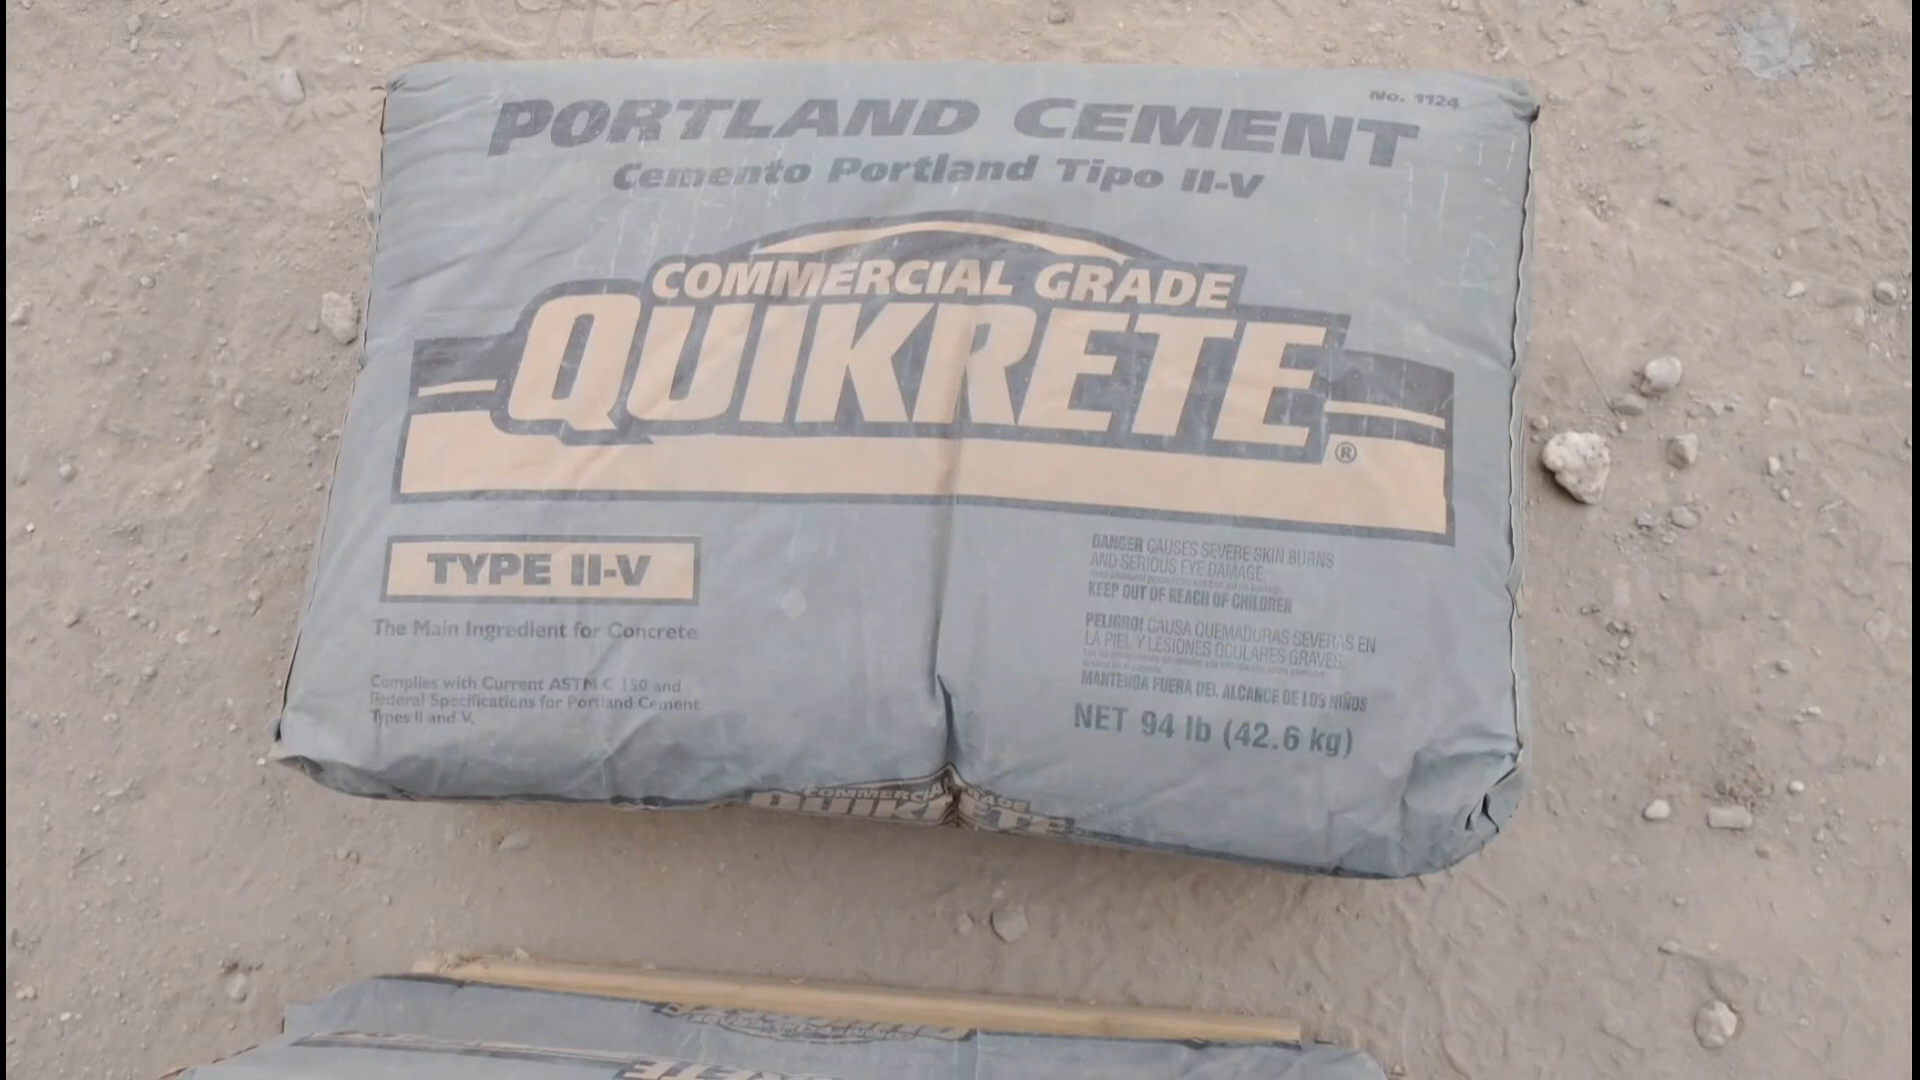 No. 1124
PORTLAND CEMENT
Cemento Portland Tipo II-V
COMMERCIAL GRADE
QUIKRETE
®
TYPE II-V
The Main Ingredient for Concrete
Complies with Current ASTM C 150 and
Federal Specifications for Portland Cement
Types II and V.
DANGER CAUSES SEVERE SKIN BURNS
AND SERIOUS EYE DAMAGE.
KEEP OUT OF REACH OF CHILDREN
PELIGRO! CAUSA QUEMADURAS SEVERAS EN
LA PIEL Y LESIONES OCULARES GRAVES.
MANTENGA FUERA DEL ALCANCE DE LOS NIÑOS
NET 94 lb (42.6 kg)
COMMERCIAL GRADE
QUIKRETE